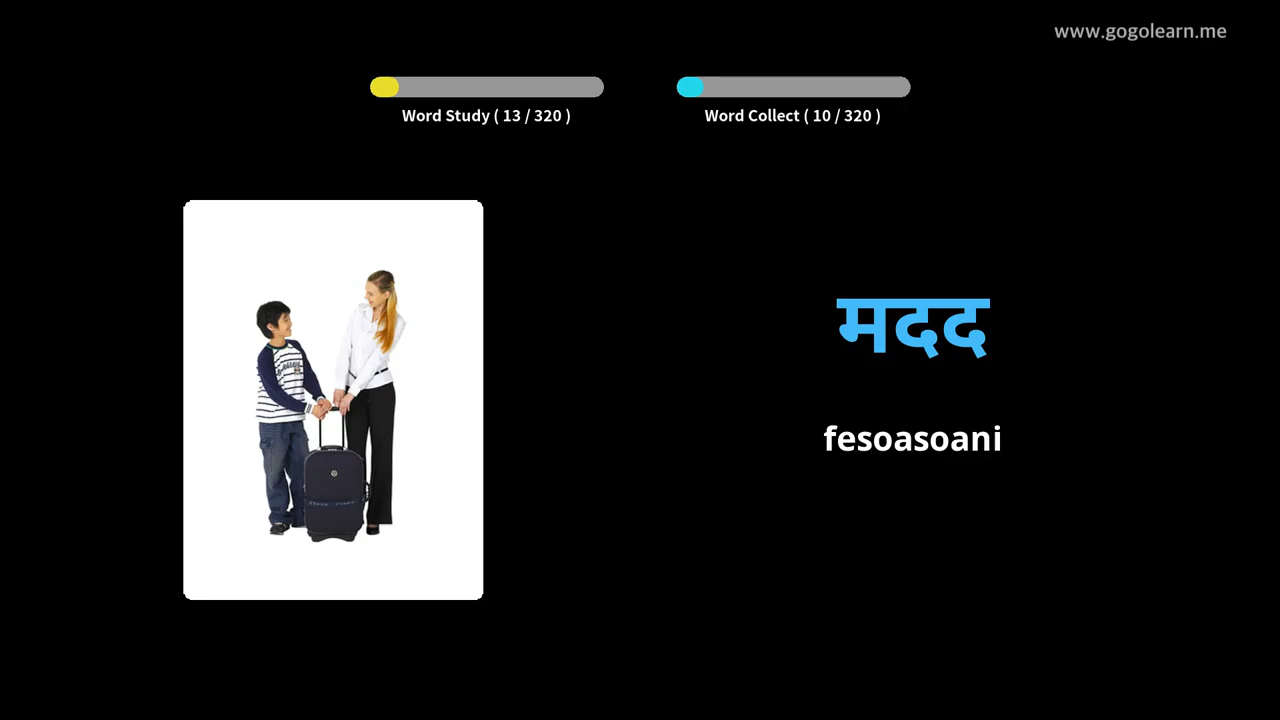 www.gogolearn.me
Word Study ( 13 / 320 )
Word Collect ( 10 / 320 )
मदद
fesoasoani